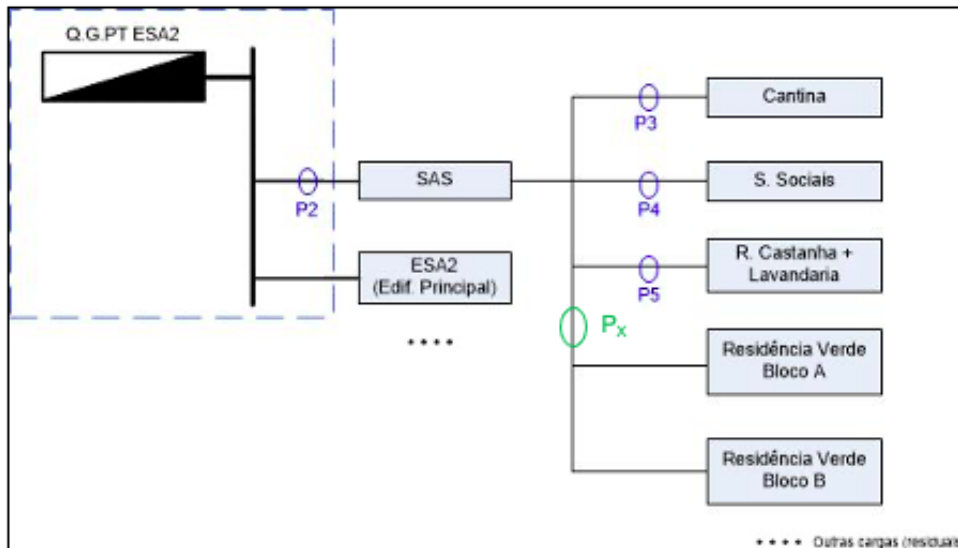 Q.G.PT ESA2
Cantina
P3
SAS
S. Sociais
P2
P4
ESA2
(Edif. Principal)
R. Castanha +
Lavandaria
P5
Px
Residência Verde
Bloco A
Residência Verde
Bloco B
Outras cargas (residuais